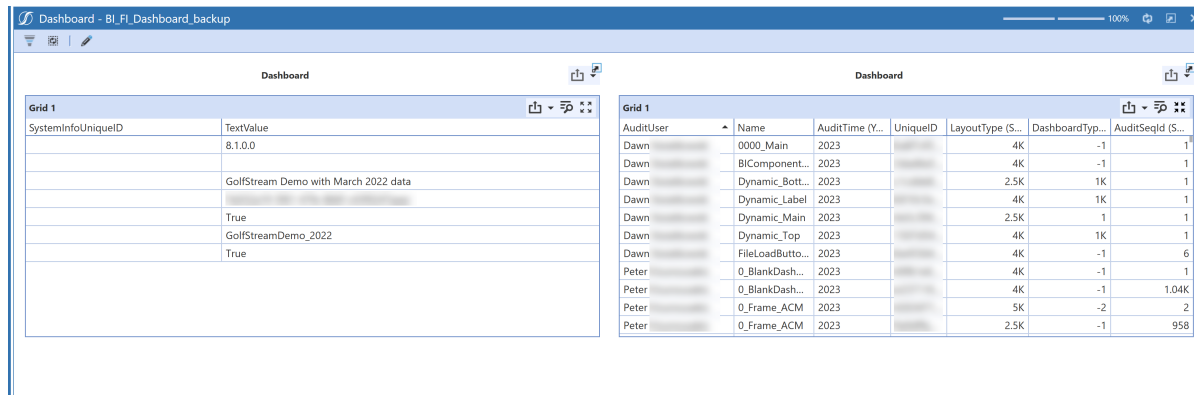 Dashboard - BI_FI_Dashboard_backup
100%
Dashboard
Grid 1
SystemInfoUniqueID TextValue
8.1.0.0
GolfStream Demo with March 2022 data
True
GolfStreamDemo_2022
True
Dashboard
Grid 1
AuditUser Name AuditTime (Y... UniqueID LayoutType (S... DashboardTyp... AuditSeqId (S...
Dawn 0000_Main 2023 4K -1 1
Dawn BIComponent... 2023 4K -1 1
Dawn Dynamic_Bott... 2023 2.5K 1K 1
Dawn Dynamic_Label 2023 4K 1K 1
Dawn Dynamic_Main 2023 2.5K 1 1
Dawn Dynamic_Top 2023 4K 1K 1
Dawn FileLoadButto... 2023 4K -1 6
Peter 0_BlankDash... 2023 4K -1 1
Peter 0_BlankDash... 2023 4K -1 1.04K
Peter 0_Frame_ACM 2023 5K -2 2
Peter 0_Frame_ACM 2023 2.5K -1 958